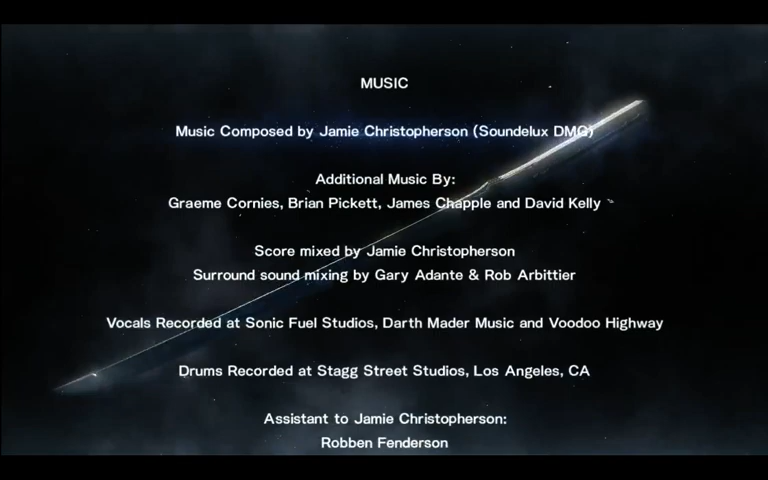 MUSIC
Music Composed by Jamie Christopherson (Soundelux DMG)
Additional Music By:
Graeme Cornies, Brian Pickett, James Chapple and David Kelly
Score mixed by Jamie Christopherson
Surround sound mixing by Gary Adante & Rob Arbittier
Vocals Recorded at Sonic Fuel Studios, Darth Mader Music and Voodoo Highway
Drums Recorded at Stagg Street Studios, Los Angeles, CA
Assistant to Jamie Christopherson:
Robben Fenderson